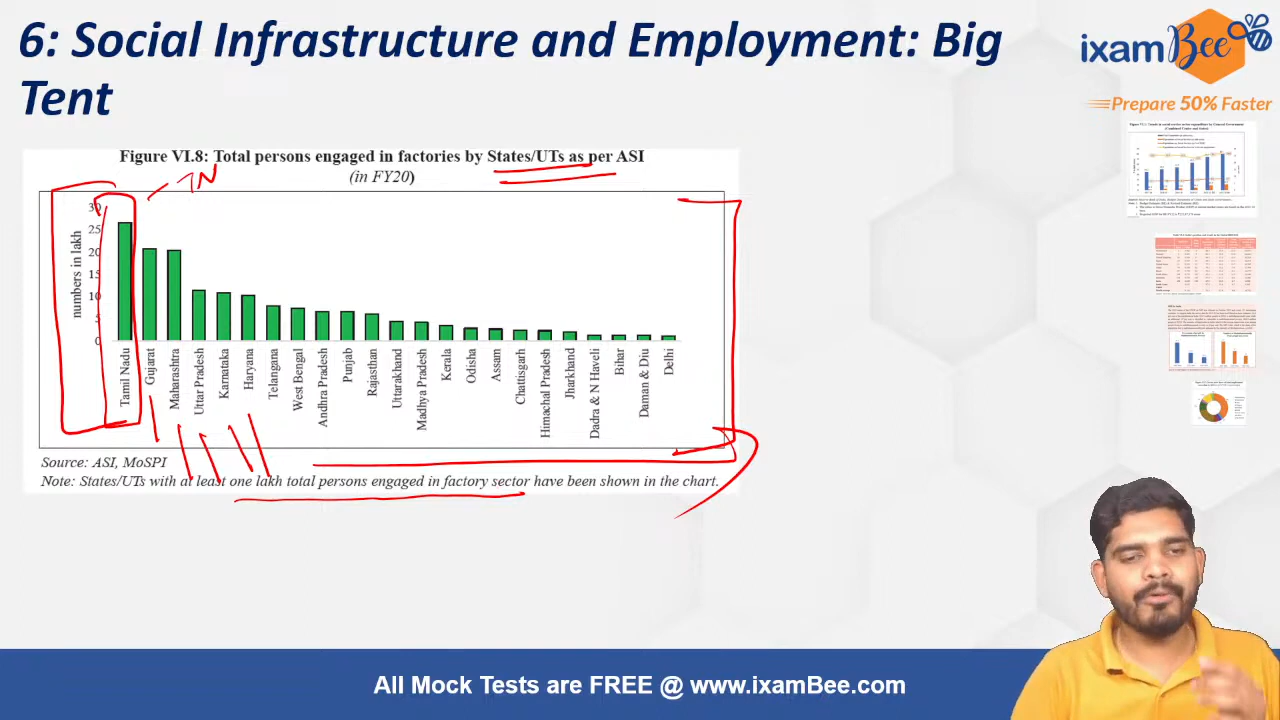 6: Social Infrastructure and Employment: Big
Tent
ixamBee
Prepare 50% Faster
Figure VI.8: Total persons engaged in factories by States/UTs as per ASI
(in FY20)
TN
numbers in lakh
30
25
20
15
10
5
0
Tamil Nadu
Gujarat
Maharashtra
Uttar Pradesh
Karnataka
Haryana
Telangana
West Bengal
Andhra Pradesh
Punjab
Rajasthan
Uttarakhand
Madhya Pradesh
Kerala
Odisha
Assam
Chattisgarh
Himachal Pradesh
Jharkhand
Dadra & N Haveli
Bihar
Daman & Diu
Delhi
Source: ASI, MoSPI
Note: States/UTs with at least one lakh total persons engaged in factory sector have been shown in the chart.
All Mock Tests are FREE @ www.ixamBee.com